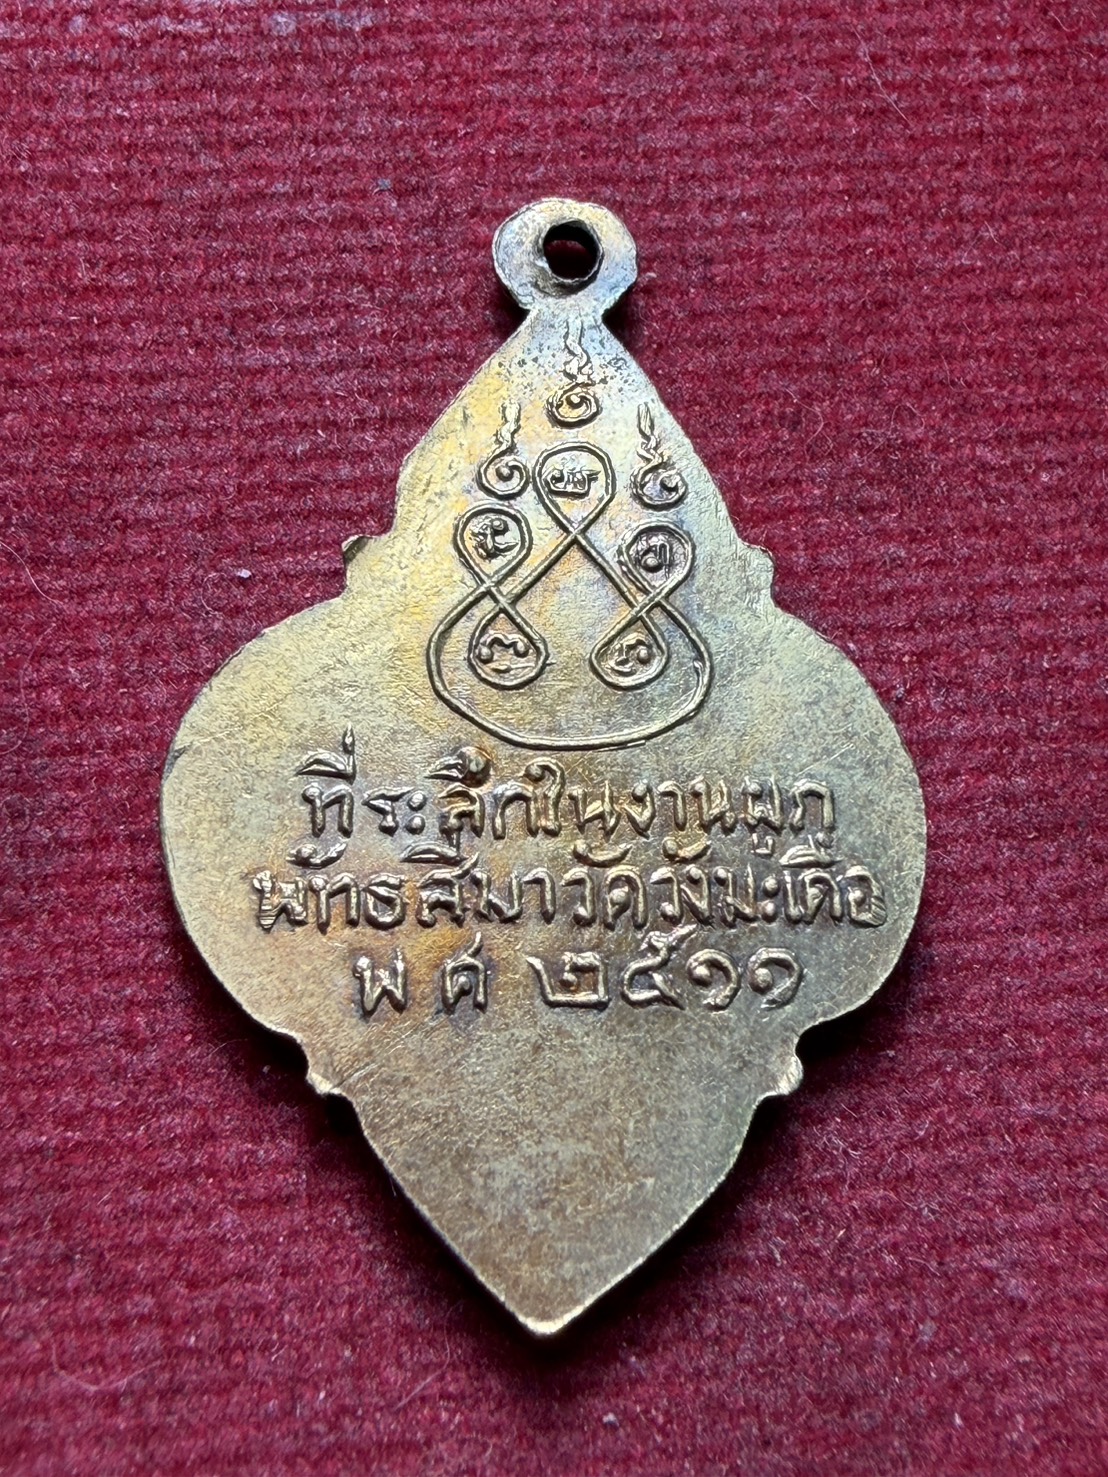 ที่ระลึกในงานผูก
พัทธสีมาวัดวังมะเดื่อ
พ ศ ๒๕๑๑